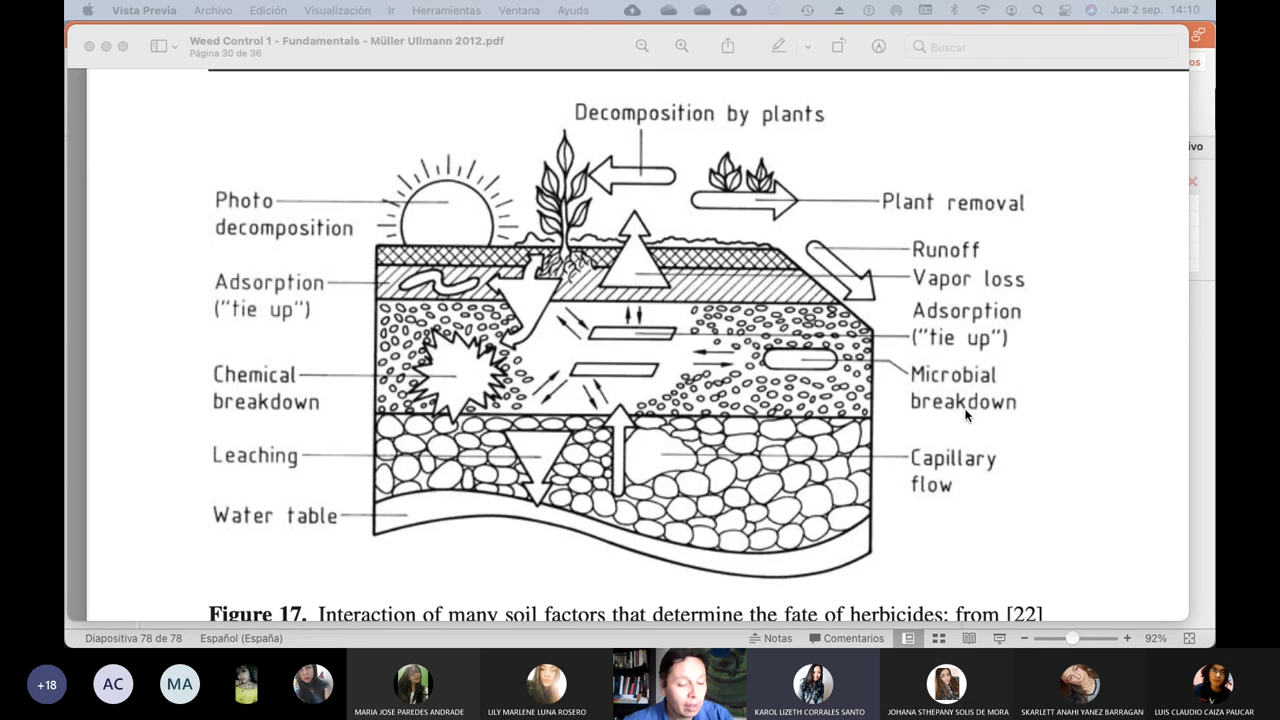 Vista Previa Archivo Edición Visualización Ir Herramientas Ventana Ayuda Jue 2 sep. 14:10
Weed Control 1 - Fundamentals - Müller Ullmann 2012.pdf
Página 30 de 36
Buscar
os
ivo
Decomposition by plants
Photo
decomposition
Adsorption
("tie up")
Chemical
breakdown
Leaching
Water table
Plant removal
Runoff
Vapor loss
Adsorption
("tie up")
Microbial
breakdown
Capillary
flow
Figure 17. Interaction of many soil factors that determine the fate of herbicides; from [22]
Diapositiva 78 de 78 Español (España) Notas Comentarios 92%
+18 AC MA
MARIA JOSE PAREDES ANDRADE
LILY MARLENE LUNA ROSERO
KAROL LIZETH CORRALES SANTO
JOHANA STHEPANY SOLIS DE MORA
SKARLETT ANAHI YANEZ BARRAGAN
LUIS CLAUDIO CAIZA PAUCAR